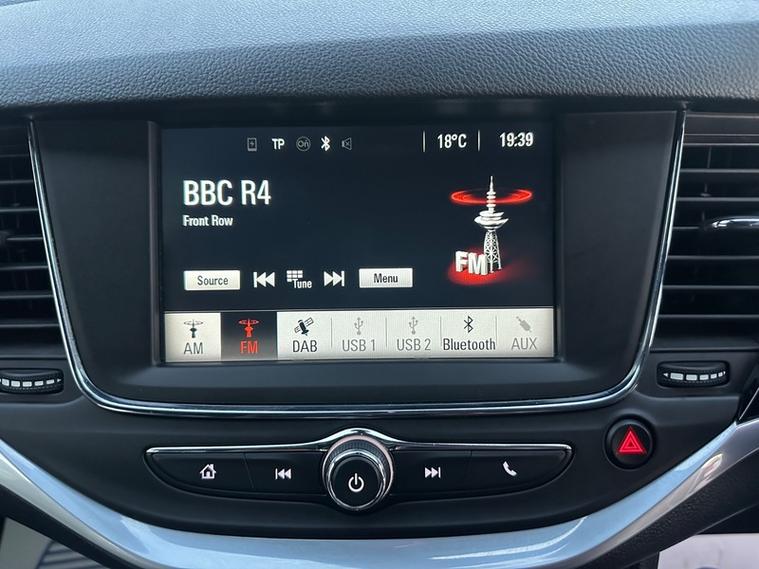 TP On 18°C 19:39
BBC R4
Front Row
FM
Source Tune Menu
AM FM DAB USB 1 USB 2 Bluetooth AUX